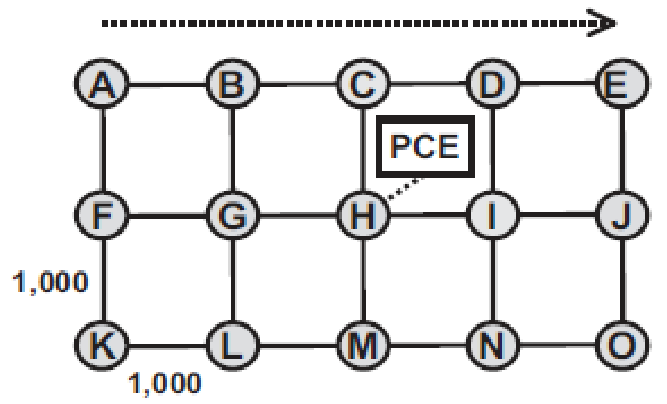 A B C D E
PCE
F G H I J
1,000
K L M N O
1,000